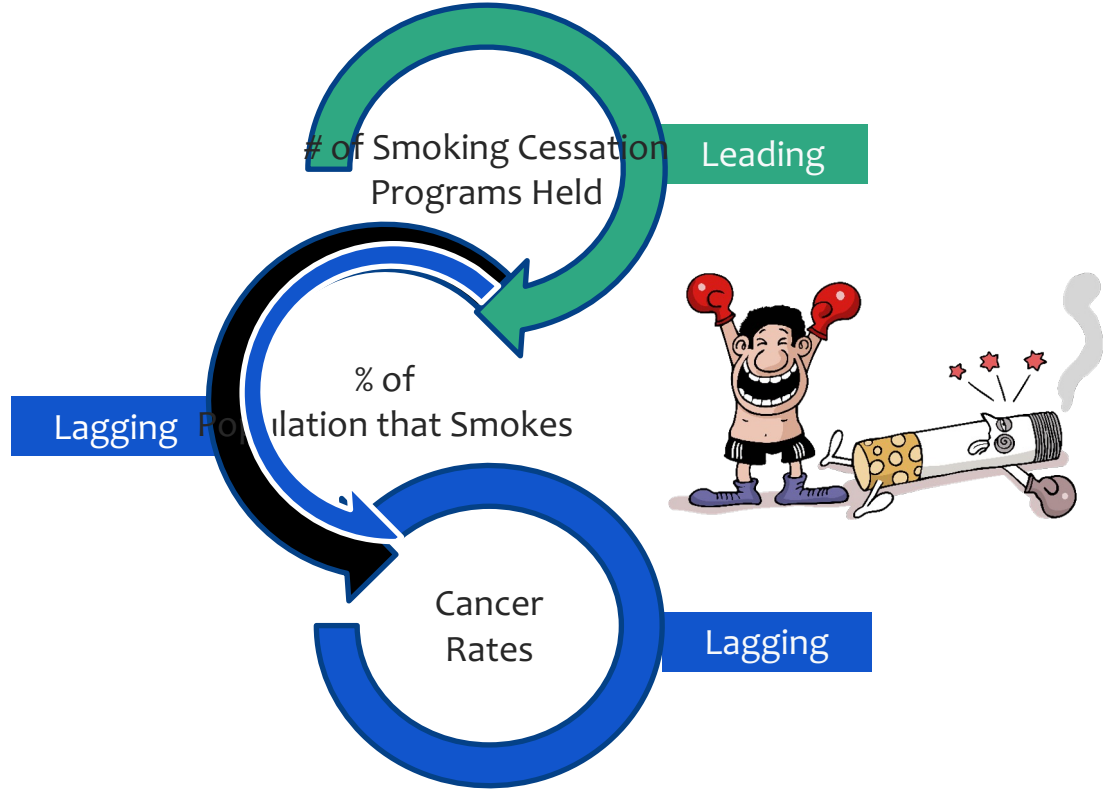 # of Smoking Cessation
Programs Held
Leading
% of
Population that Smokes
Lagging
Cancer
Rates
Lagging